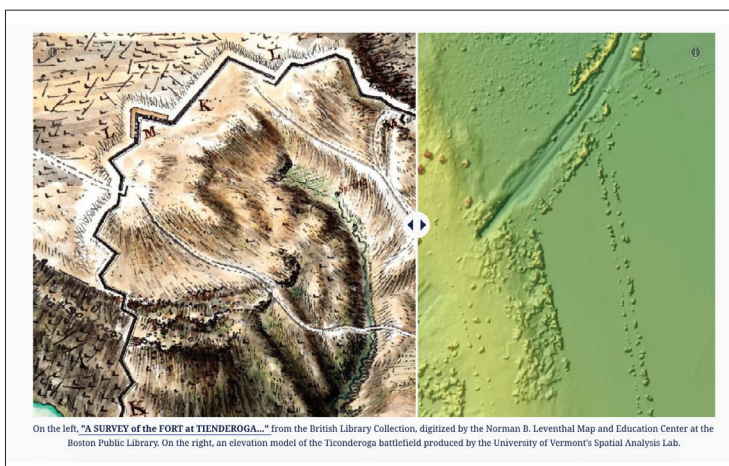 L
K
L
M
M
K
On the left, "A SURVEY of the FORT at TIENDEROGA..." from the British Library Collection, digitized by the Norman B. Leventhal Map and Education Center at the
Boston Public Library. On the right, an elevation model of the Ticonderoga battlefield produced by the University of Vermont's Spatial Analysis Lab.